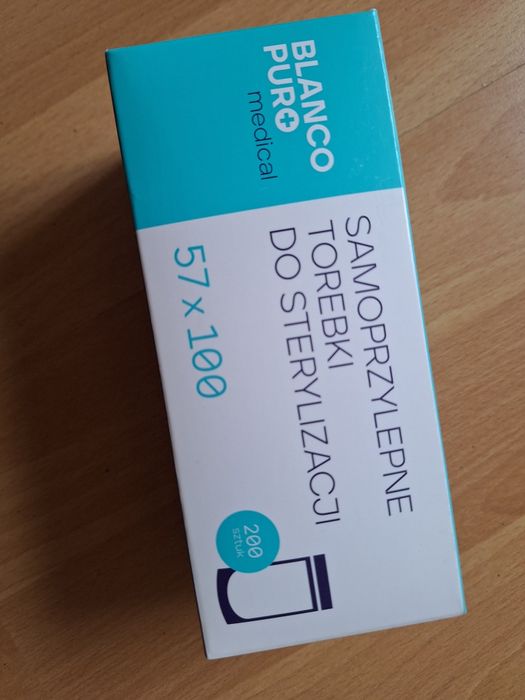 BLANCO
PURO
medical
SAMOPRZYLEPNE
TOREBKI
DO STERYLIZACJI
57 x 100
200
sztuk